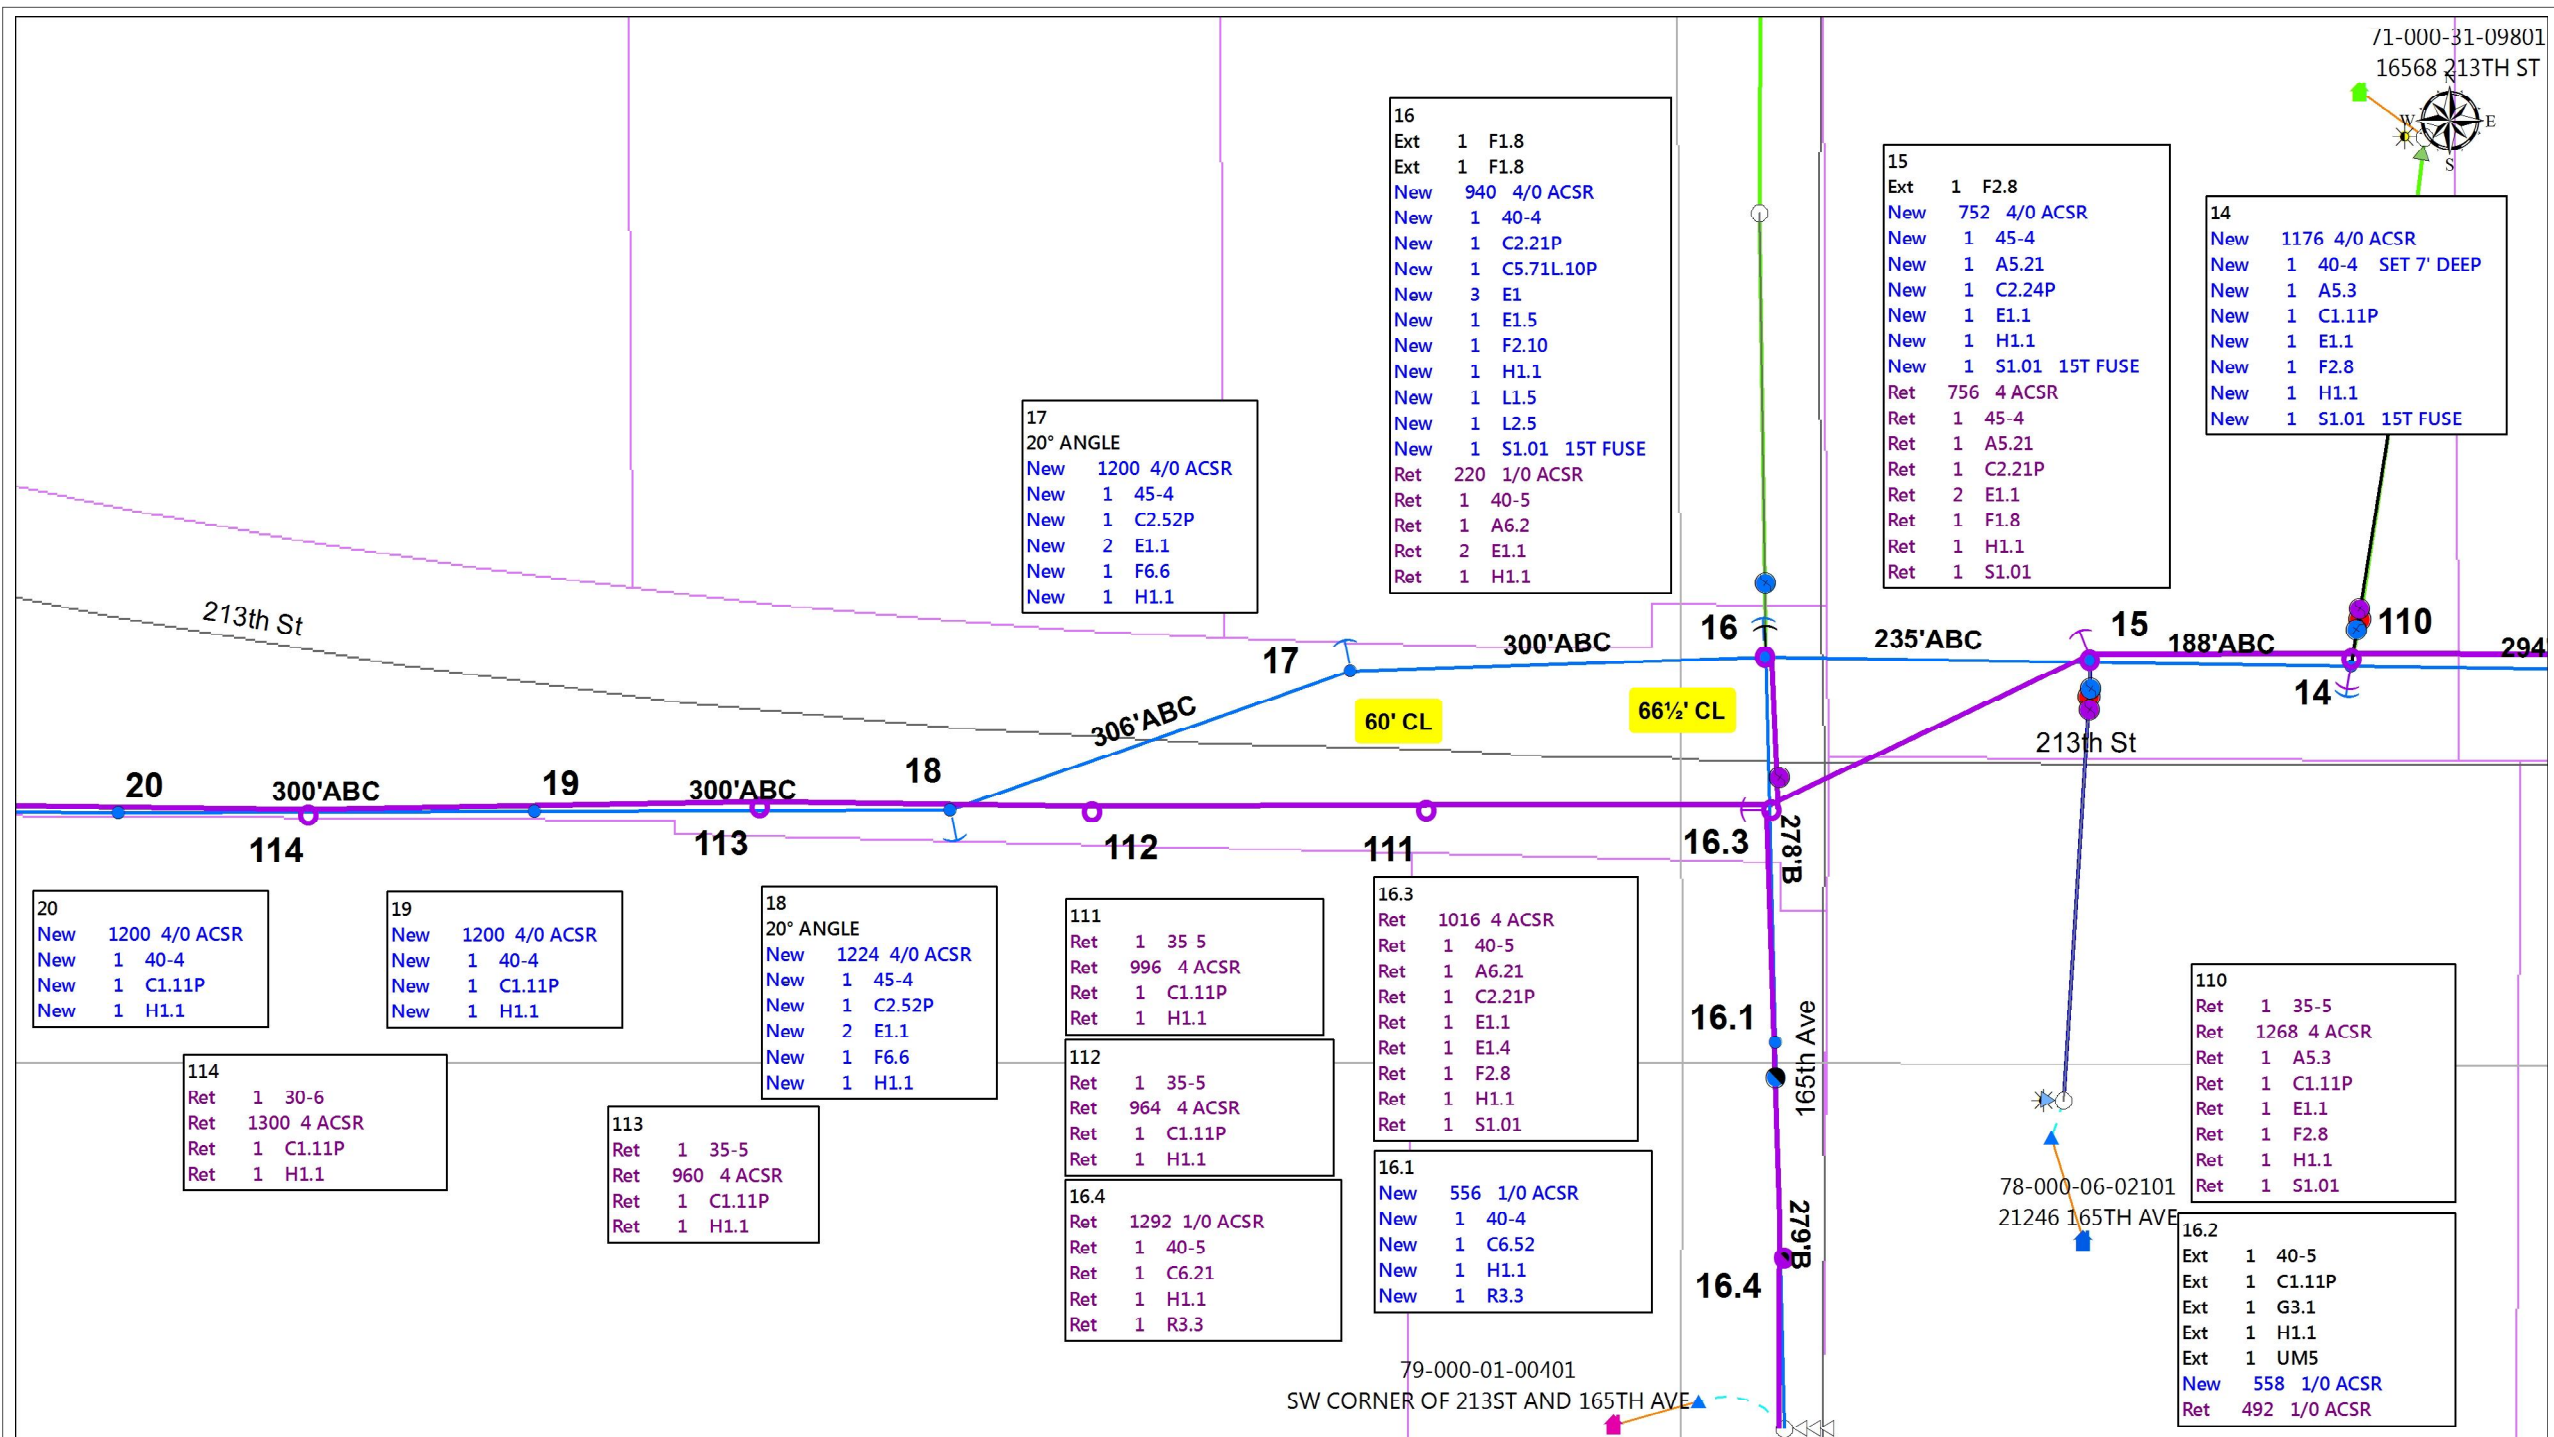 71-000-31-09801
16568 213TH ST
N
W
E
S
16
Ext 1 F1.8
Ext 1 F1.8
New 940 4/0 ACSR
New 1 40-4
New 1 C2.21P
New 1 C5.71L.10P
New 3 E1
New 1 E1.5
New 1 F2.10
New 1 H1.1
New 1 L1.5
New 1 L2.5
New 1 S1.01 15T FUSE
Ret 220 1/0 ACSR
Ret 1 40-5
Ret 1 A6.2
Ret 2 E1.1
Ret 1 H1.1
15
Ext 1 F2.8
New 752 4/0 ACSR
New 1 45-4
New 1 A5.21
New 1 C2.24P
New 1 E1.1
New 1 H1.1
New 1 S1.01 15T FUSE
Ret 756 4 ACSR
Ret 1 45-4
Ret 1 A5.21
Ret 1 C2.21P
Ret 2 E1.1
Ret 1 F1.8
Ret 1 H1.1
Ret 1 S1.01
14
New 1176 4/0 ACSR
New 1 40-4 SET 7' DEEP
New 1 A5.3
New 1 C1.11P
New 1 E1.1
New 1 F2.8
New 1 H1.1
New 1 S1.01 15T FUSE
17
20° ANGLE
New 1200 4/0 ACSR
New 1 45-4
New 1 C2.52P
New 2 E1.1
New 1 F6.6
New 1 H1.1
213th St
17
300'ABC
16
235'ABC
15
188'ABC
110
294'
14
306'ABC
60' CL
66½' CL
213th St
20
300'ABC
19
300'ABC
18
114
113
112
111
16.3
278'B
20
New 1200 4/0 ACSR
New 1 40-4
New 1 C1.11P
New 1 H1.1
19
New 1200 4/0 ACSR
New 1 40-4
New 1 C1.11P
New 1 H1.1
18
20° ANGLE
New 1224 4/0 ACSR
New 1 45-4
New 1 C2.52P
New 2 E1.1
New 1 F6.6
New 1 H1.1
111
Ret 1 35 5
Ret 996 4 ACSR
Ret 1 C1.11P
Ret 1 H1.1
16.3
Ret 1016 4 ACSR
Ret 1 40-5
Ret 1 A6.21
Ret 1 C2.21P
Ret 1 E1.1
Ret 1 E1.4
Ret 1 F2.8
Ret 1 H1.1
Ret 1 S1.01
16.1
165th Ave
114
Ret 1 30-6
Ret 1300 4 ACSR
Ret 1 C1.11P
Ret 1 H1.1
113
Ret 1 35-5
Ret 960 4 ACSR
Ret 1 C1.11P
Ret 1 H1.1
112
Ret 1 35-5
Ret 964 4 ACSR
Ret 1 C1.11P
Ret 1 H1.1
16.4
Ret 1292 1/0 ACSR
Ret 1 40-5
Ret 1 C6.21
Ret 1 H1.1
Ret 1 R3.3
16.1
New 556 1/0 ACSR
New 1 40-4
New 1 C6.52
New 1 H1.1
New 1 R3.3
279'B
16.4
110
Ret 1 35-5
Ret 1268 4 ACSR
Ret 1 A5.3
Ret 1 C1.11P
Ret 1 E1.1
Ret 1 F2.8
Ret 1 H1.1
Ret 1 S1.01
78-000-06-02101
21246 165TH AVE
16.2
Ext 1 40-5
Ext 1 C1.11P
Ext 1 G3.1
Ext 1 H1.1
Ext 1 UM5
New 558 1/0 ACSR
Ret 492 1/0 ACSR
79-000-01-00401
SW CORNER OF 213ST AND 165TH AVE